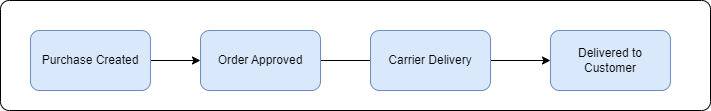 Purchase Created
Order Approved
Carrier Delivery
Delivered to
Customer